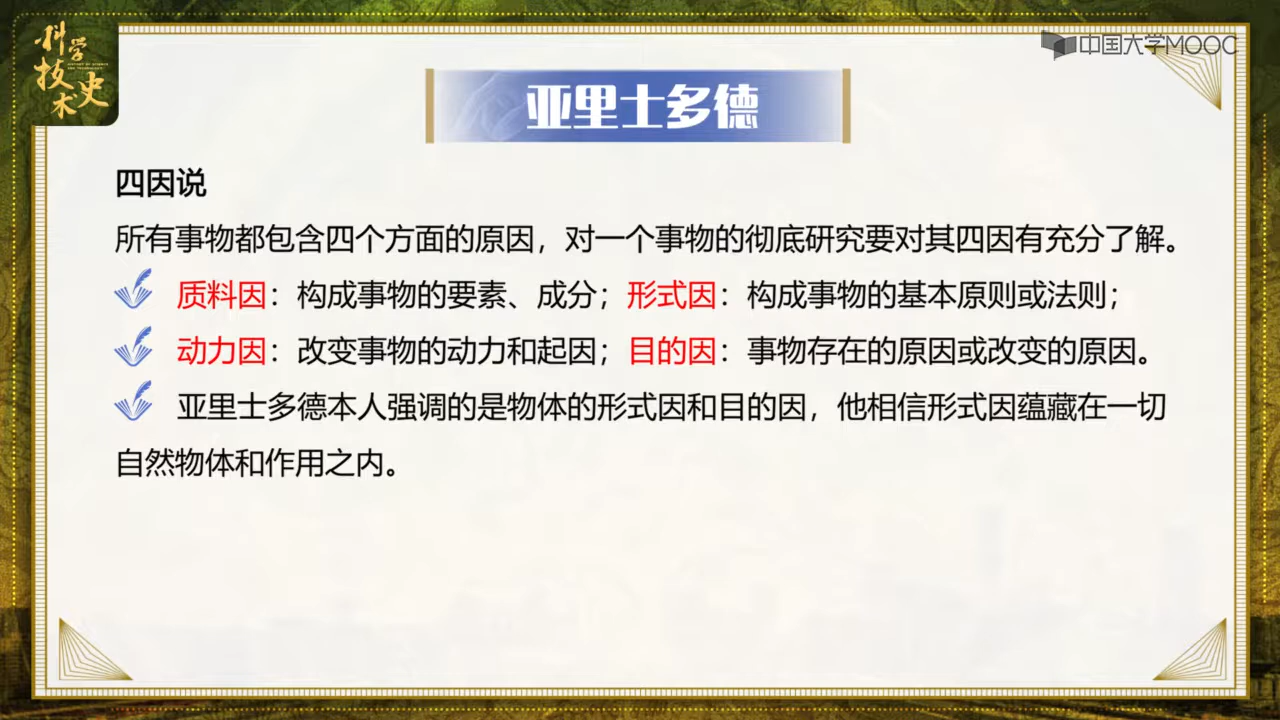 科学技术史
HISTORY OF SCIENCE AND TECHNOLOGY
中国大学MOOC
亚里士多德
四因说
所有事物都包含四个方面的原因，对一个事物的彻底研究要对其四因有充分了解。
质料因：构成事物的要素、成分；形式因：构成事物的基本原则或法则；
动力因：改变事物的动力和起因；目的因：事物存在的原因或改变的原因。
亚里士多德本人强调的是物体的形式因和目的因，他相信形式因蕴藏在一切
自然物体和作用之内。